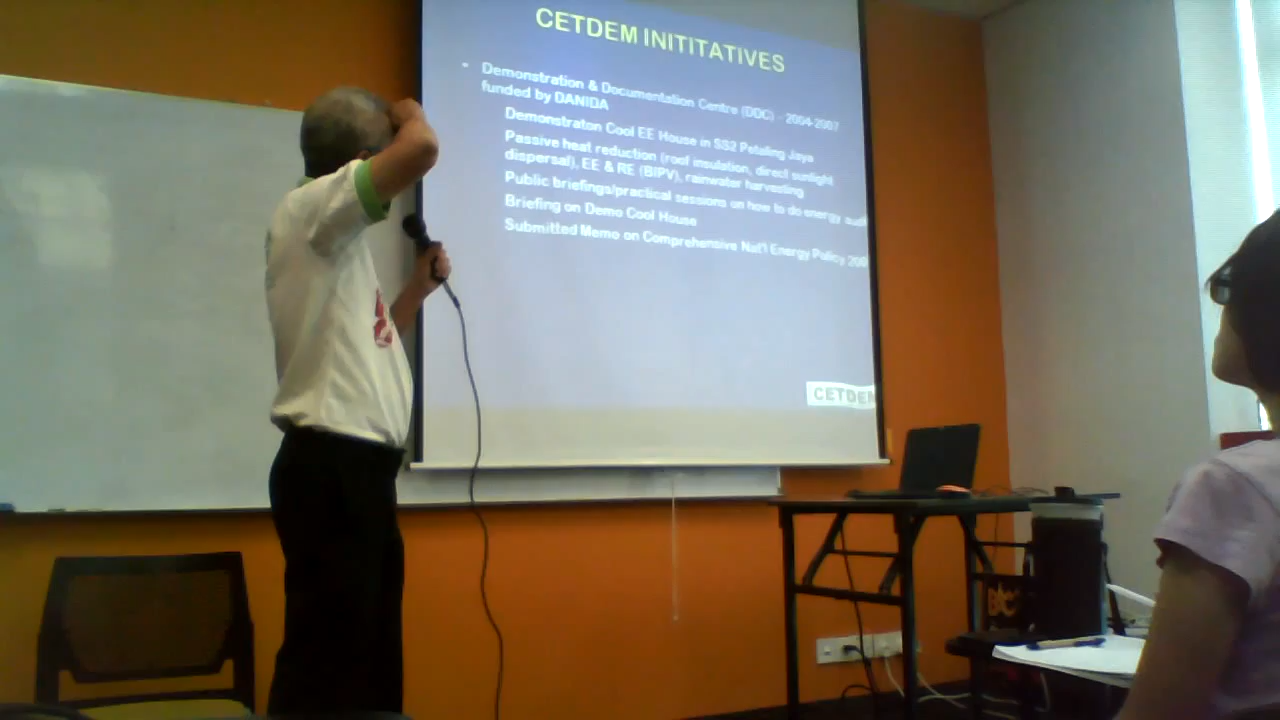 CETDEM INITITATIVES
• Demonstration & Documentation Centre (DDC) - 2004-2007
funded by DANIDA
Demonstraton Cool EE House in SS2 Petaling Jaya
Passive heat reduction (roof insulation, direct sunlight
dispersal), EE & RE (BIPV), rainwater harvesting
Public briefings/practical sessions on how to do energy
Briefing on Demo Cool House
Submitted Memo on Comprehensive Nat'l Energy Policy,
CETDEM